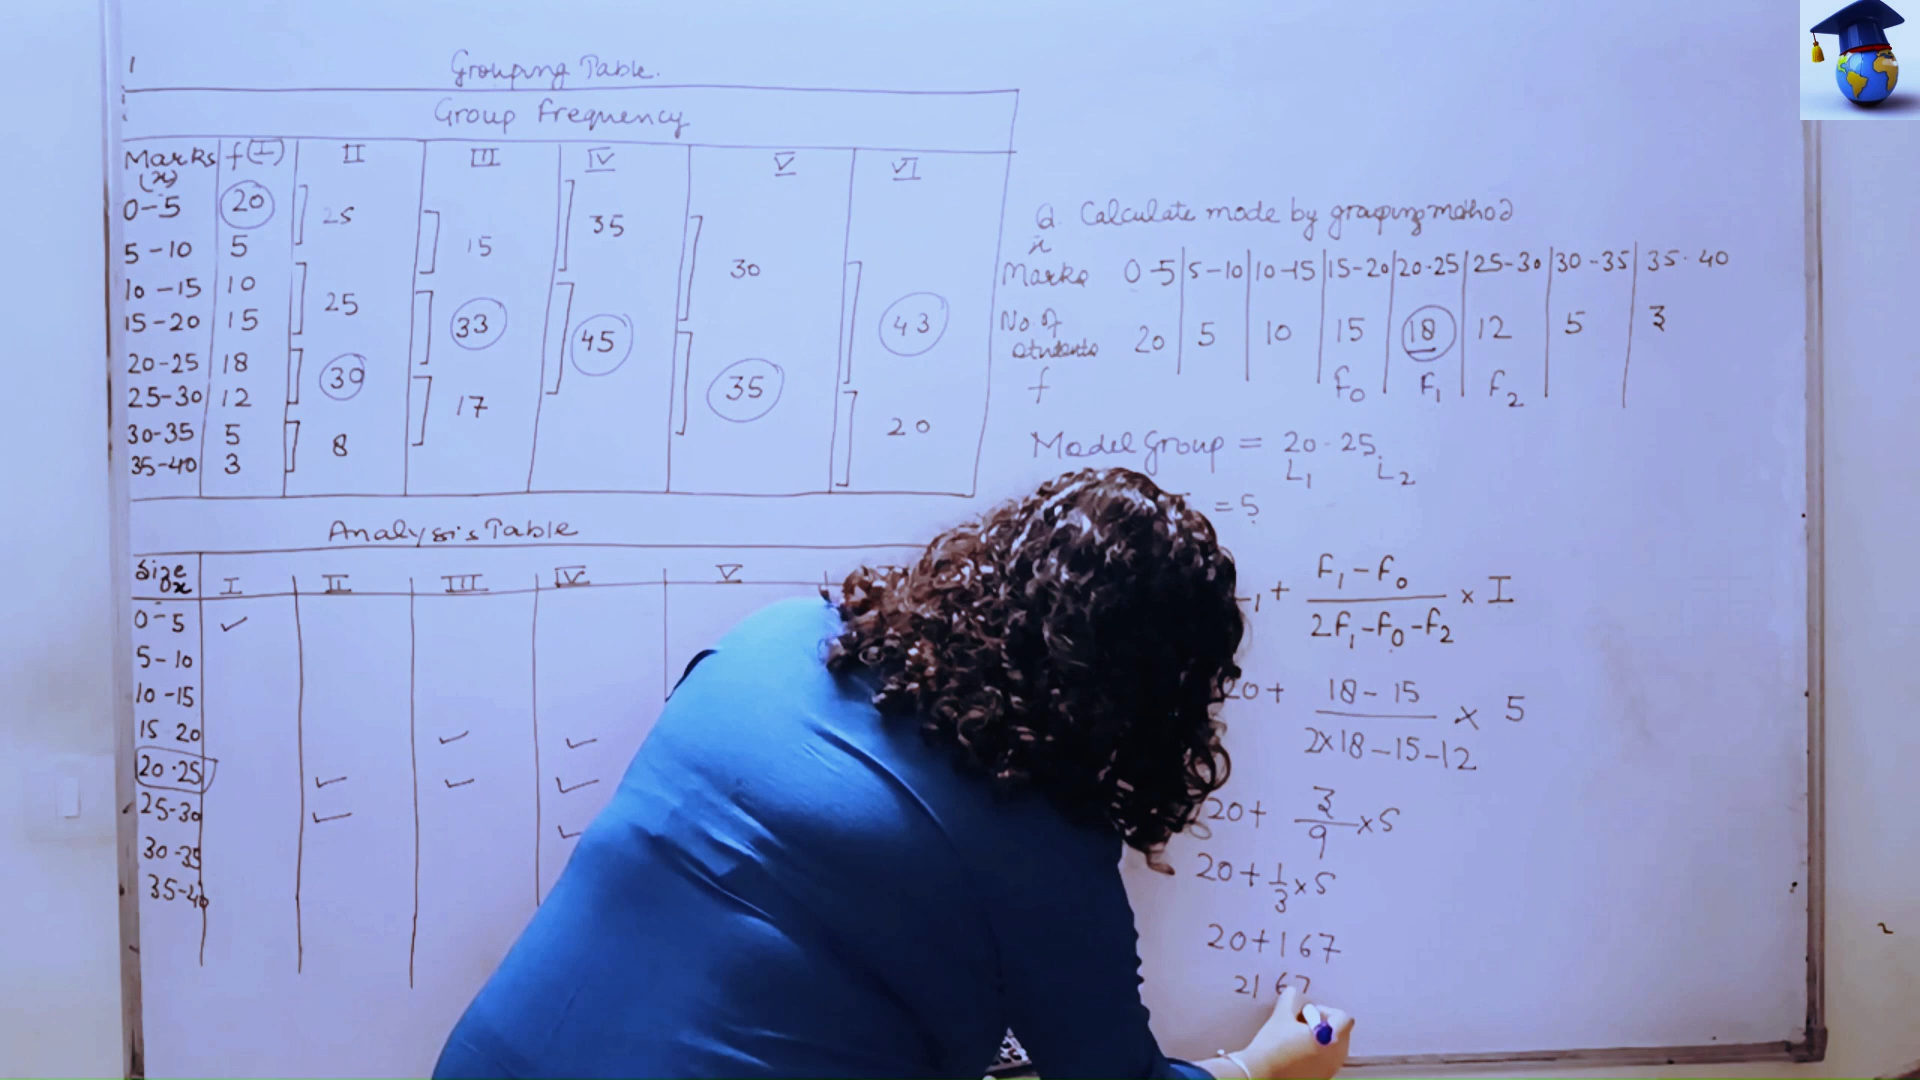 Grouping Table.
Group Frequency
Marks (x) f(I) II III IV V VI
0-5 20
5-10 5
10-15 10
15-20 15
20-25 18
25-30 12
30-35 5
35-40 3
25
25
39
8
15
33
17
35
45
30
35
43
20
Analysis Table
Size x I II III IV V
0-5 ✓
5-10
10-15
15-20 ✓ ✓
20-25 ✓ ✓ ✓
25-30 ✓ ✓
30-35
35-40
Q. Calculate mode by grouping method
x
Marks 0-5 5-10 10-15 15-20 20-25 25-30 30-35 35-40
No. of students 20 5 10 15 18 12 5 3
f F0 F1 F2
Model Group = 20-25
L1 L2
= 5
1 + F1-F0 / 2F1-F0-F2 × I
20+ 18-15 / 2×18-15-12 × 5
20+ 3/9 ×5
20+ 1/3 ×5
20+1 67
21 67